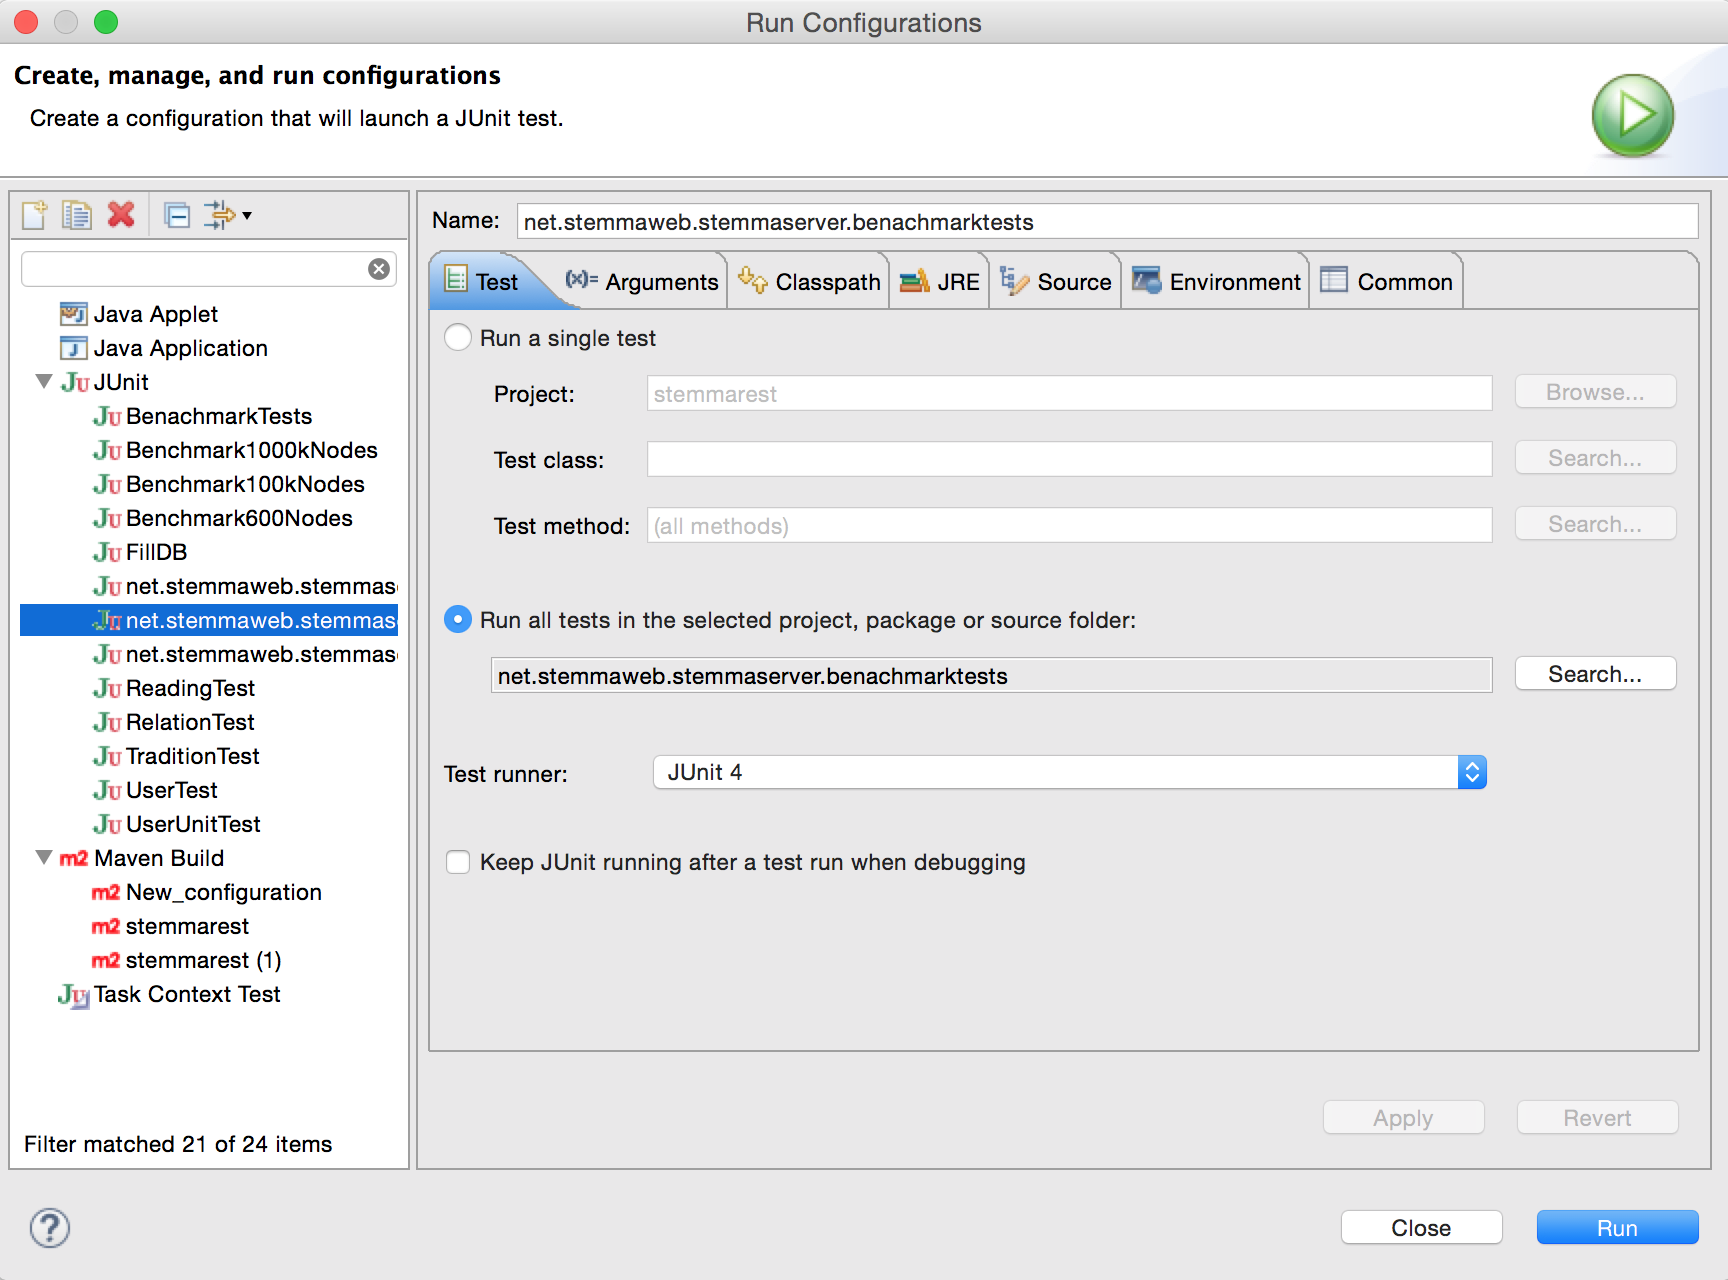 Run Configurations
Create, manage, and run configurations
Create a configuration that will launch a JUnit test.
Java Applet
Java Application
JUnit
BenachmarkTests
Benchmark1000kNodes
Benchmark100kNodes
Benchmark600Nodes
FillDB
net.stemmaweb.stemmas
net.stemmaweb.stemmas
net.stemmaweb.stemmas
ReadingTest
RelationTest
TraditionTest
UserTest
UserUnitTest
m2 Maven Build
m2 New_configuration
m2 stemmarest
m2 stemmarest (1)
Task Context Test
Filter matched 21 of 24 items
Name: net.stemmaweb.stemmaserver.benachmarktests
Test (x)= Arguments Classpath JRE Source Environment Common
Run a single test
Project: stemmarest Browse...
Test class: Search...
Test method: (all methods) Search...
Run all tests in the selected project, package or source folder:
net.stemmaweb.stemmaserver.benachmarktests Search...
Test runner: JUnit 4
Keep JUnit running after a test run when debugging
Apply Revert
? Close Run